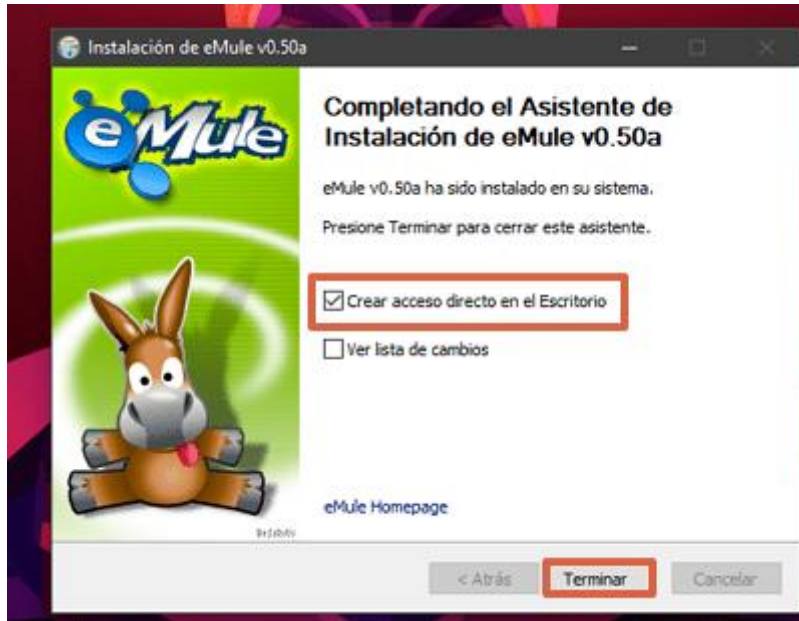 Instalación de eMule v0.50a
eMule
Completando el Asistente de
Instalación de eMule v0.50a
eMule v0.50a ha sido instalado en su sistema.
Presione Terminar para cerrar este asistente.
Crear acceso directo en el Escritorio
Ver lista de cambios
eMule Homepage
< Atrás
Terminar
Cancelar